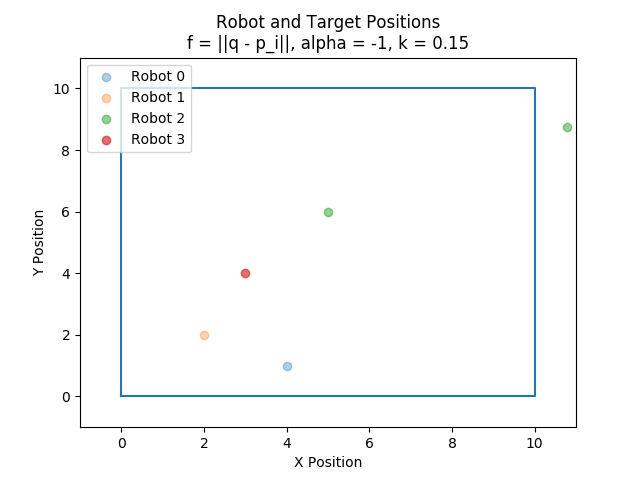 Robot and Target Positions
f = ||q - p_i||, alpha = -1, k = 0.15
Robot 0
Robot 1
Robot 2
Robot 3
10
8
6
4
2
0
Y Position
0 2 4 6 8 10
X Position